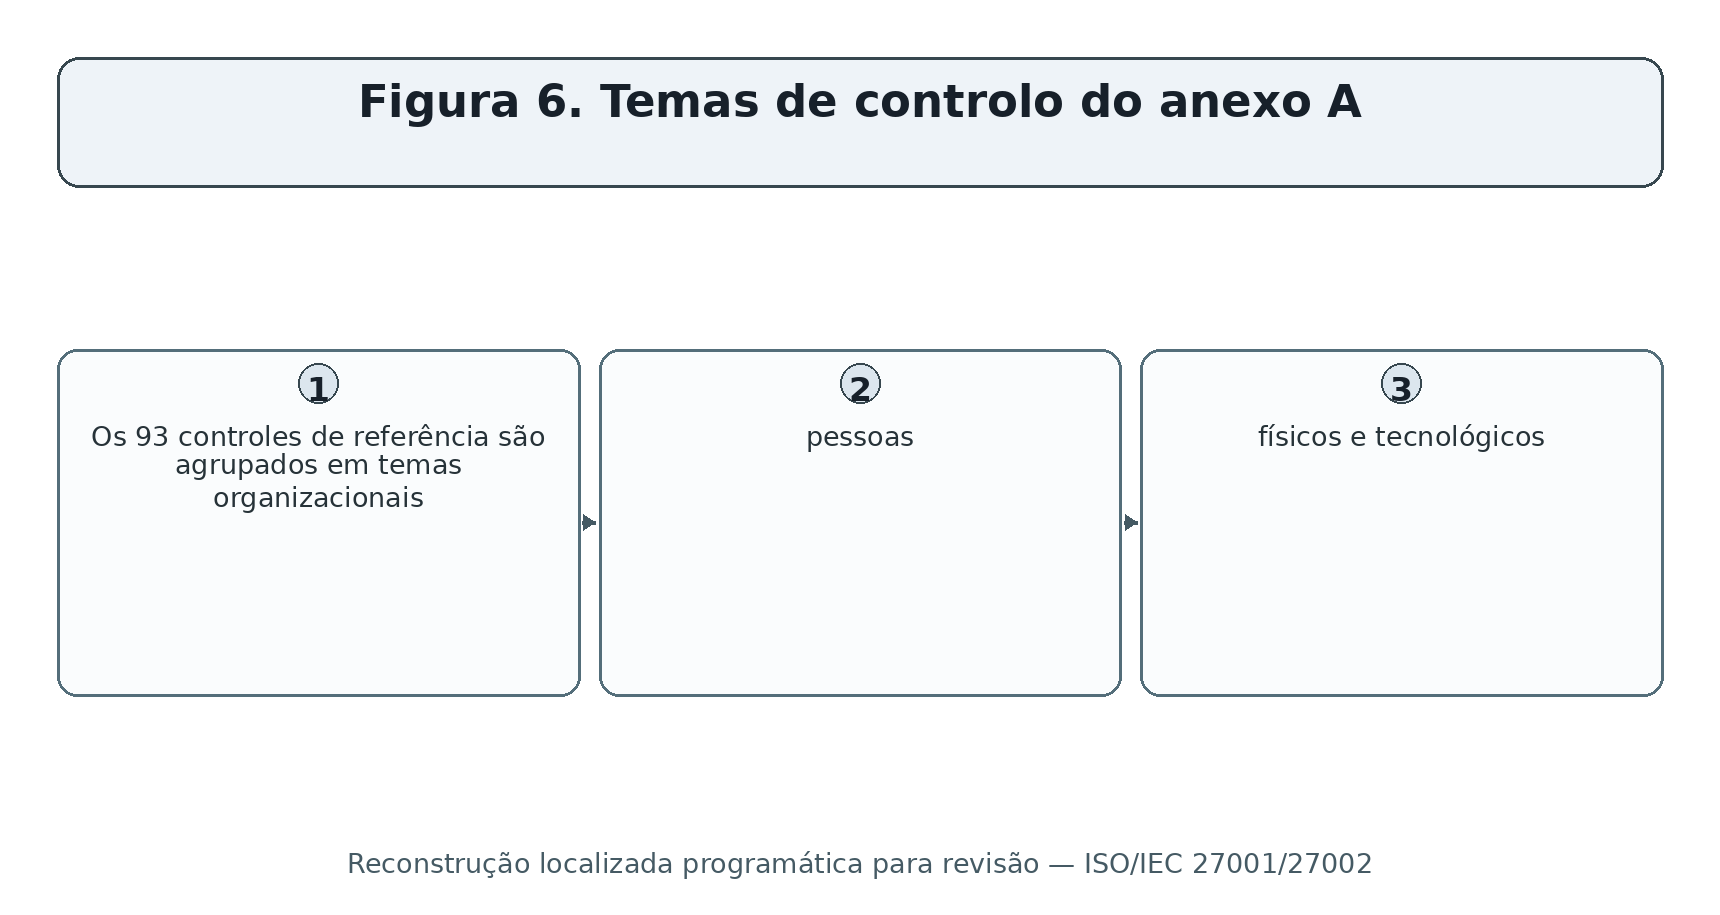 Figura 6. Temas de controlo do anexo A
1
Os 93 controles de referência são
agrupados em temas
organizacionais
2
pessoas
3
físicos e tecnológicos
Reconstrução localizada programática para revisão — ISO/IEC 27001/27002